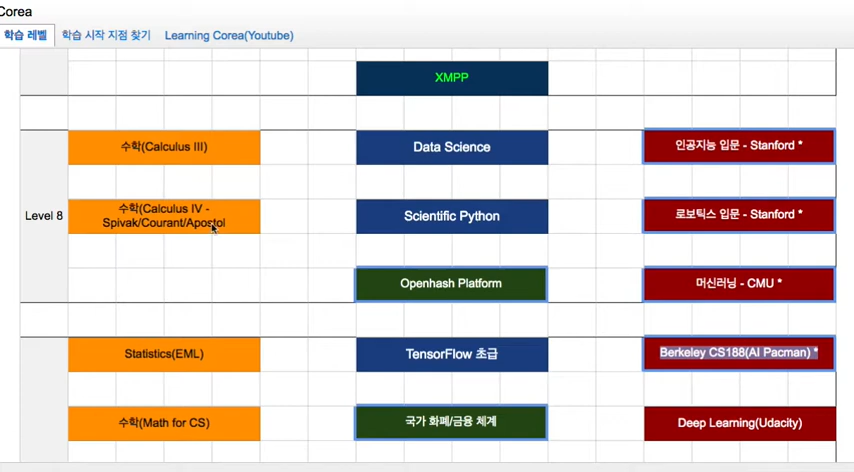 Corea
학습 레벨 학습 시작 지점 찾기 Learning Corea(Youtube)
XMPP
수학(Calculus III) Data Science 인공지능 입문 - Stanford *
Level 8 수학(Calculus IV -
Spivak/Courant/Apostol Scientific Python 로보틱스 입문 - Stanford *
Openhash Platform 머신러닝 - CMU *
Statistics(EML) TensorFlow 초급 Berkeley CS188(AI Pacman) *
수학(Math for CS) 국가 화폐/금융 체계 Deep Learning(Udacity)